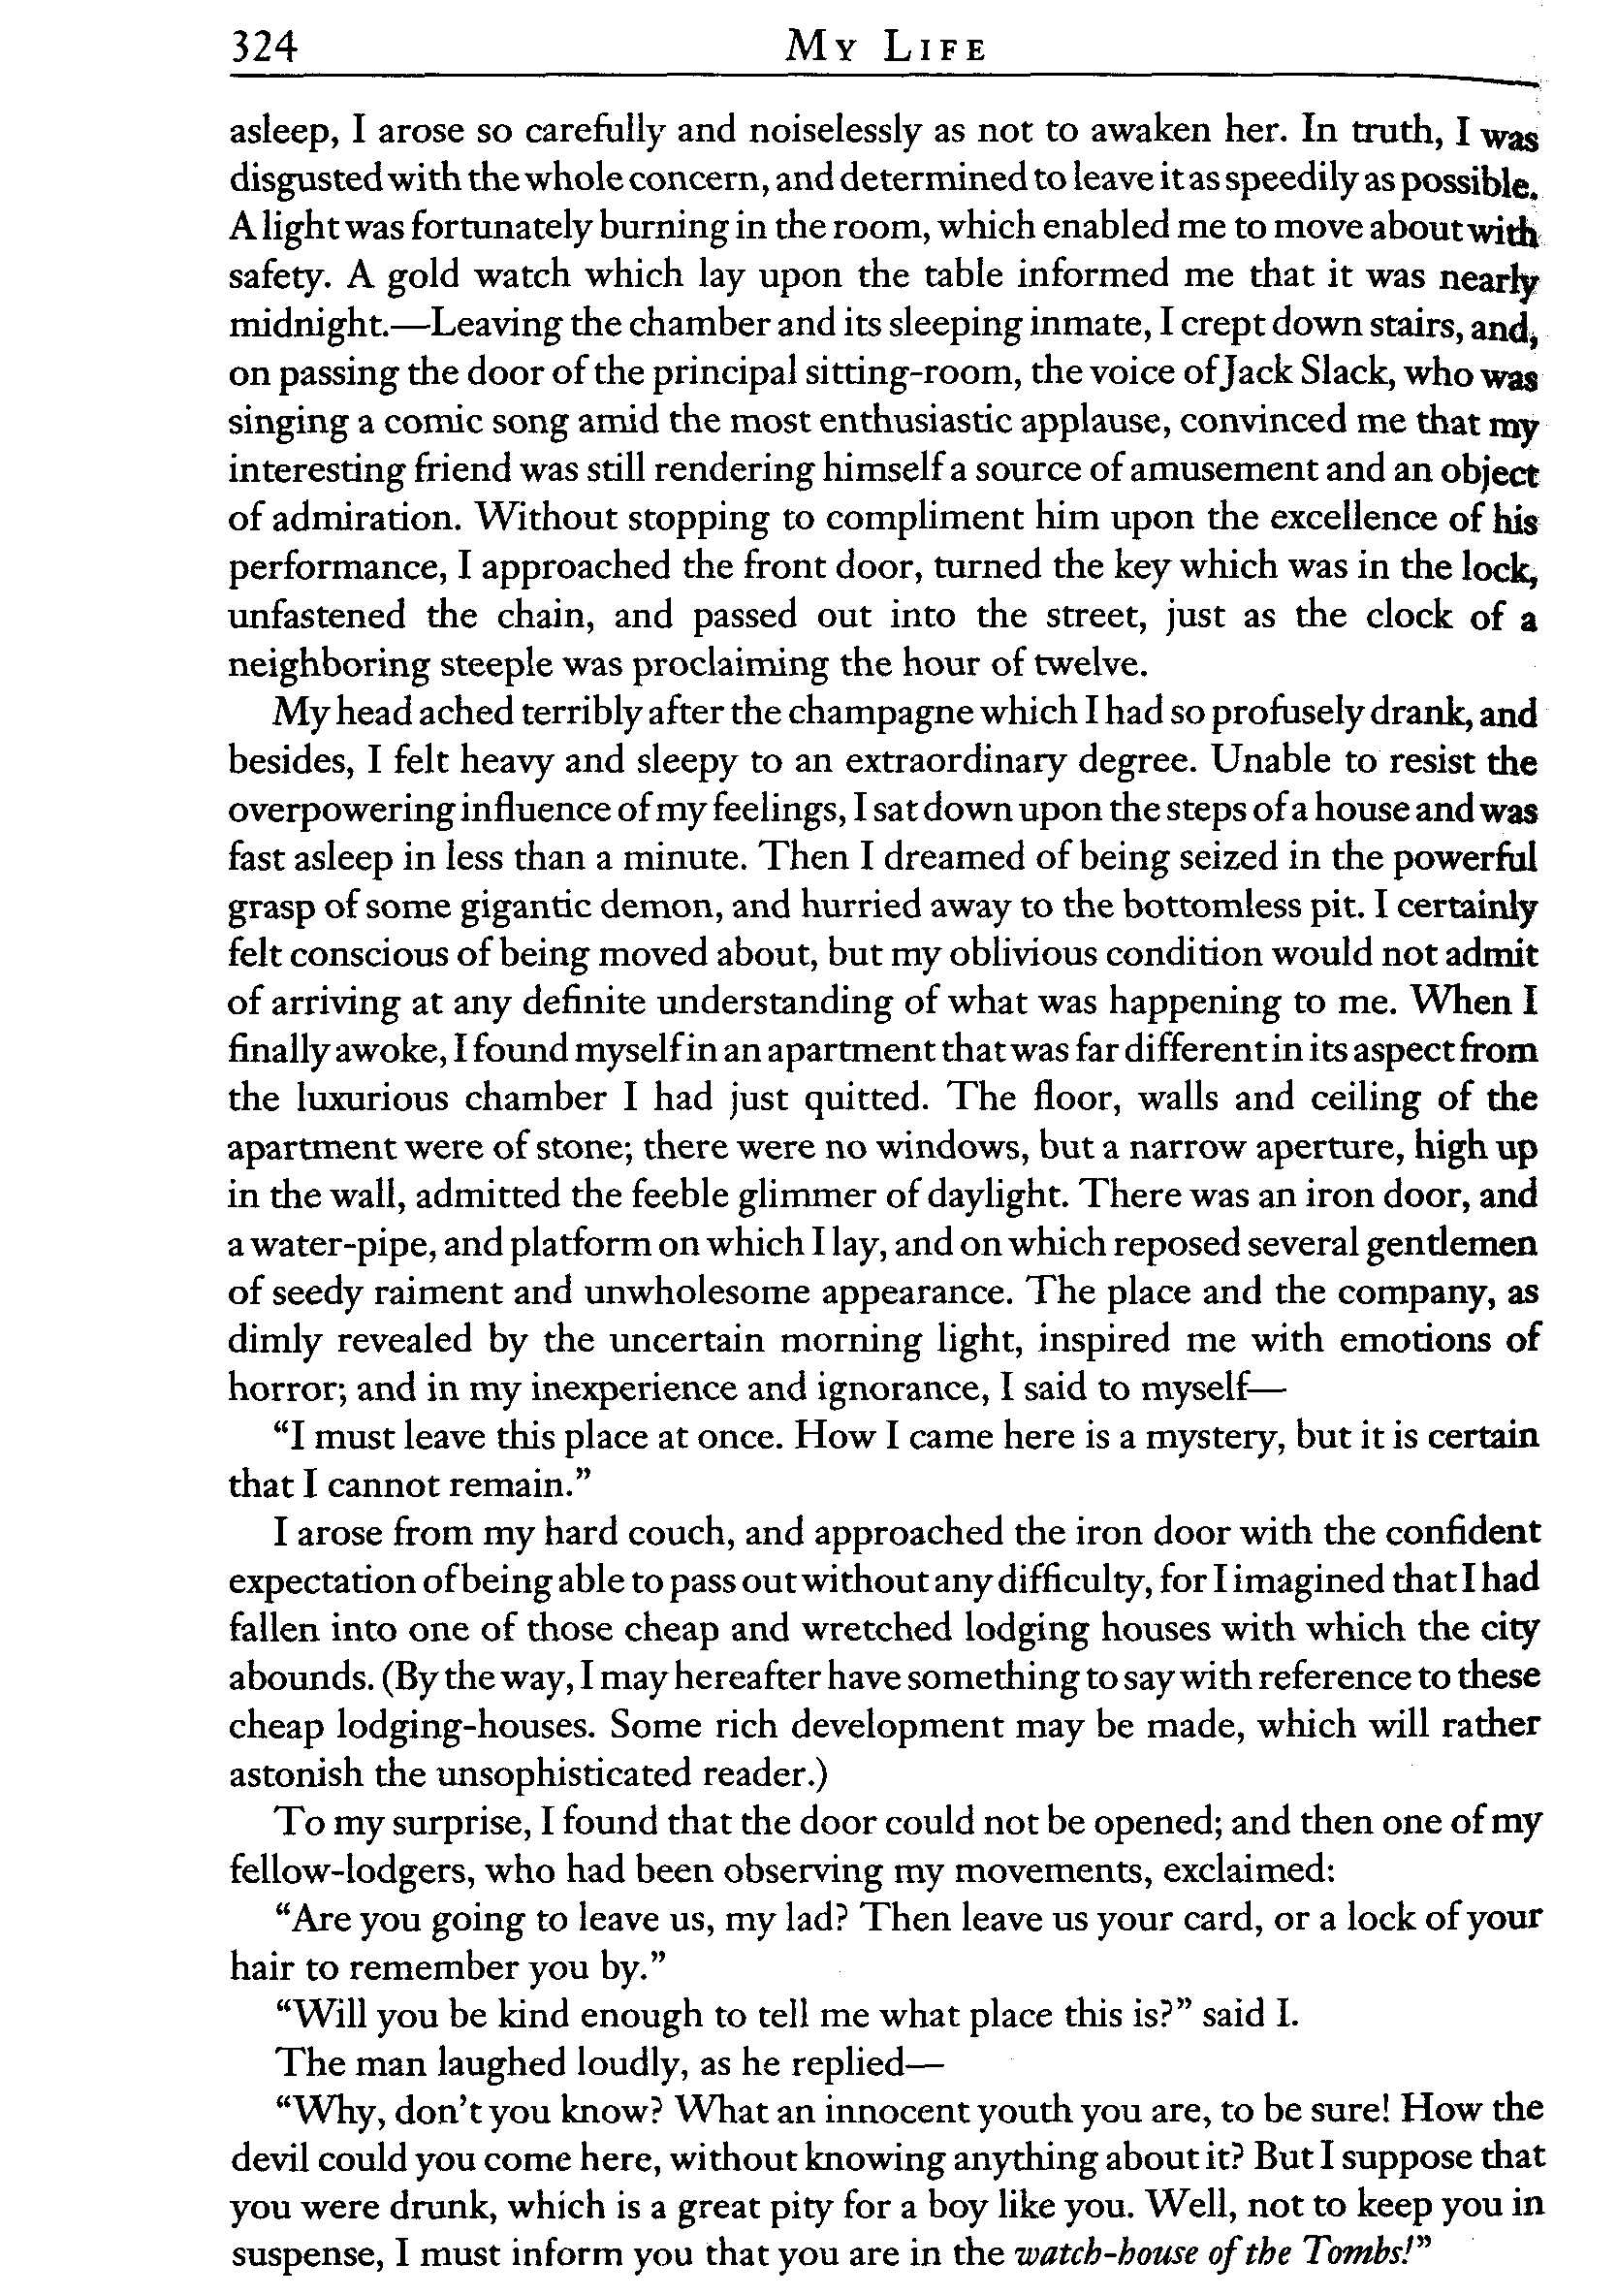 324
MY LIFE
asleep, I arose so carefully and noiselessly as not to awaken her. In truth, I was
disgusted with the whole concern, and determined to leave it as speedily as possible.
A light was fortunately burning in the room, which enabled me to move about with
safety. A gold watch which lay upon the table informed me that it was nearly
midnight.—Leaving the chamber and its sleeping inmate, I crept down stairs, and,
on passing the door of the principal sitting-room, the voice of Jack Slack, who was
singing a comic song amid the most enthusiastic applause, convinced me that my
interesting friend was still rendering himself a source of amusement and an object
of admiration. Without stopping to compliment him upon the excellence of his
performance, I approached the front door, turned the key which was in the lock,
unfastened the chain, and passed out into the street, just as the clock of a
neighboring steeple was proclaiming the hour of twelve.
My head ached terribly after the champagne which I had so profusely drank, and
besides, I felt heavy and sleepy to an extraordinary degree. Unable to resist the
overpowering influence of my feelings, I sat down upon the steps of a house and was
fast asleep in less than a minute. Then I dreamed of being seized in the powerful
grasp of some gigantic demon, and hurried away to the bottomless pit. I certainly
felt conscious of being moved about, but my oblivious condition would not admit
of arriving at any definite understanding of what was happening to me. When I
finally awoke, I found myself in an apartment that was far different in its aspect from
the luxurious chamber I had just quitted. The floor, walls and ceiling of the
apartment were of stone; there were no windows, but a narrow aperture, high up
in the wall, admitted the feeble glimmer of daylight. There was an iron door, and
a water-pipe, and platform on which I lay, and on which reposed several gentlemen
of seedy raiment and unwholesome appearance. The place and the company, as
dimly revealed by the uncertain morning light, inspired me with emotions of
horror; and in my inexperience and ignorance, I said to myself—
“I must leave this place at once. How I came here is a mystery, but it is certain
that I cannot remain.”
I arose from my hard couch, and approached the iron door with the confident
expectation of being able to pass out without any difficulty, for I imagined that I had
fallen into one of those cheap and wretched lodging houses with which the city
abounds. (By the way, I may hereafter have something to say with reference to these
cheap lodging-houses. Some rich development may be made, which will rather
astonish the unsophisticated reader.)
To my surprise, I found that the door could not be opened; and then one of my
fellow-lodgers, who had been observing my movements, exclaimed:
“Are you going to leave us, my lad? Then leave us your card, or a lock of your
hair to remember you by.”
“Will you be kind enough to tell me what place this is?” said I.
The man laughed loudly, as he replied—
“Why, don’t you know? What an innocent youth you are, to be sure! How the
devil could you come here, without knowing anything about it? But I suppose that
you were drunk, which is a great pity for a boy like you. Well, not to keep you in
suspense, I must inform you that you are in the watch-house of the Tombs!”